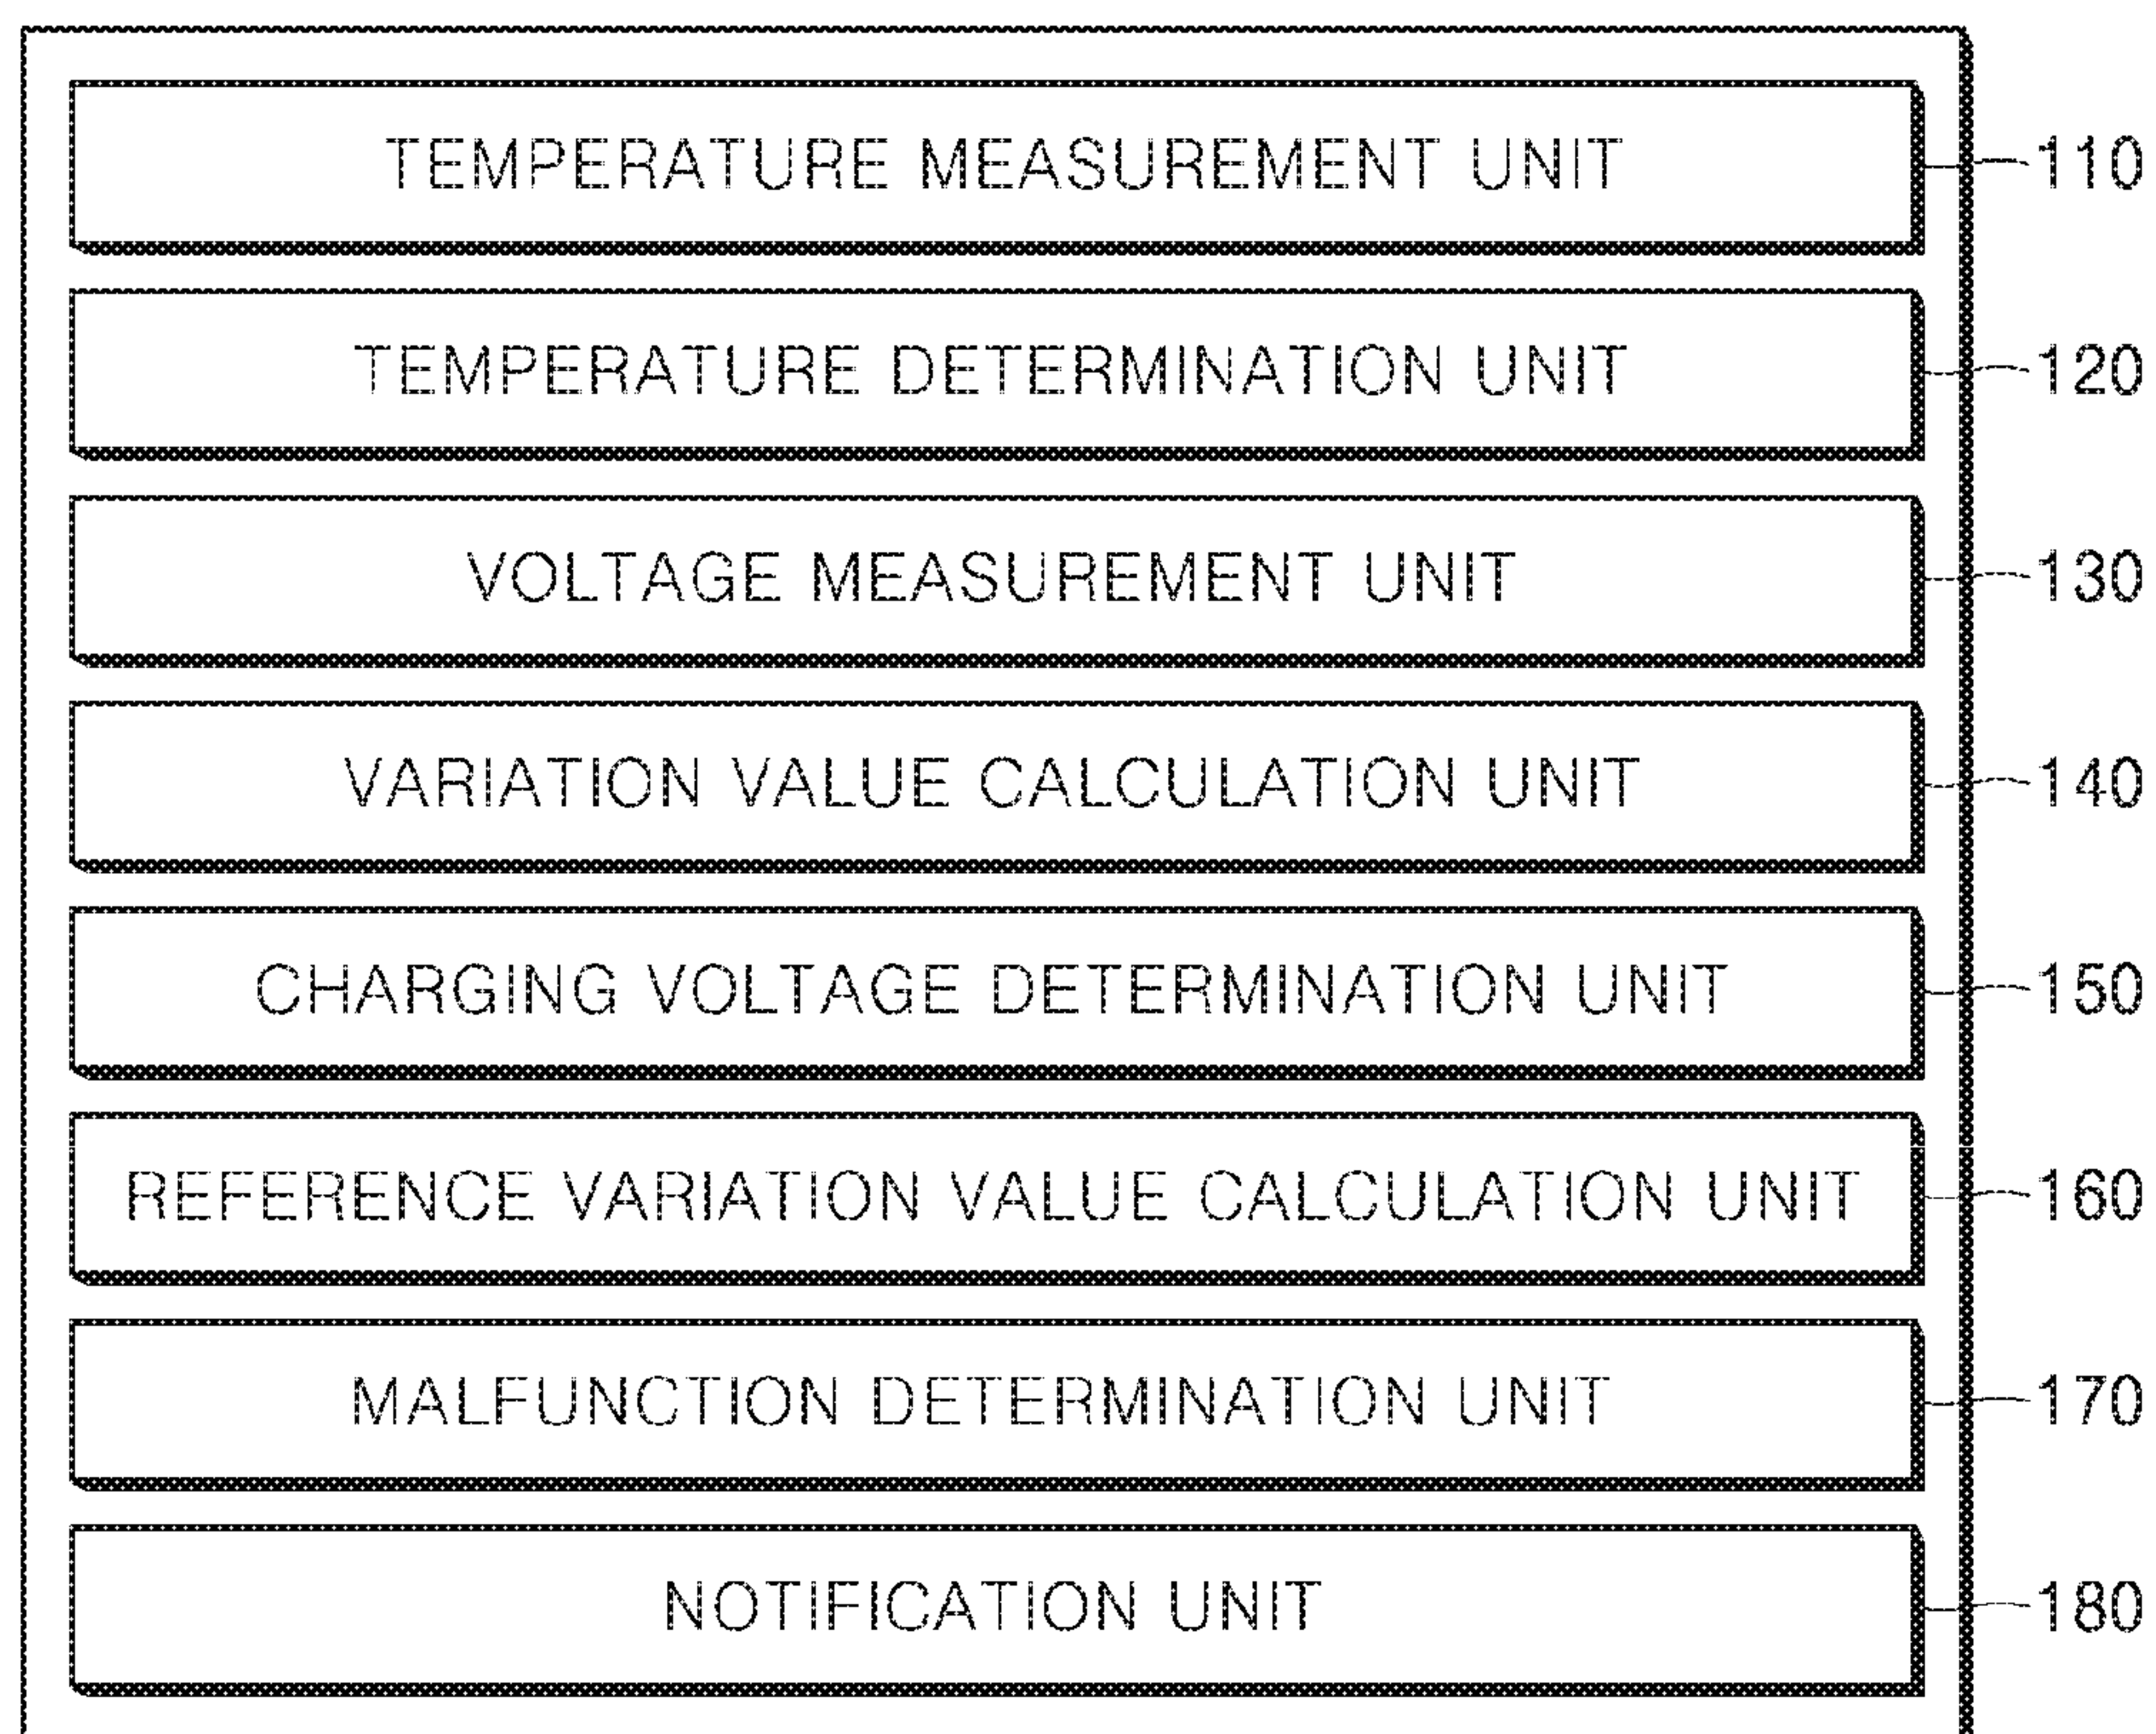 TEMPERATURE MEASUREMENT UNIT 110
TEMPERATURE DETERMINATION UNIT 120
VOLTAGE MEASUREMENT UNIT 130
VARIATION VALUE CALCULATION UNIT 140
CHARGING VOLTAGE DETERMINATION UNIT 150
REFERENCE VARIATION VALUE CALCULATION UNIT 160
MALFUNCTION DETERMINATION UNIT 170
NOTIFICATION UNIT 180